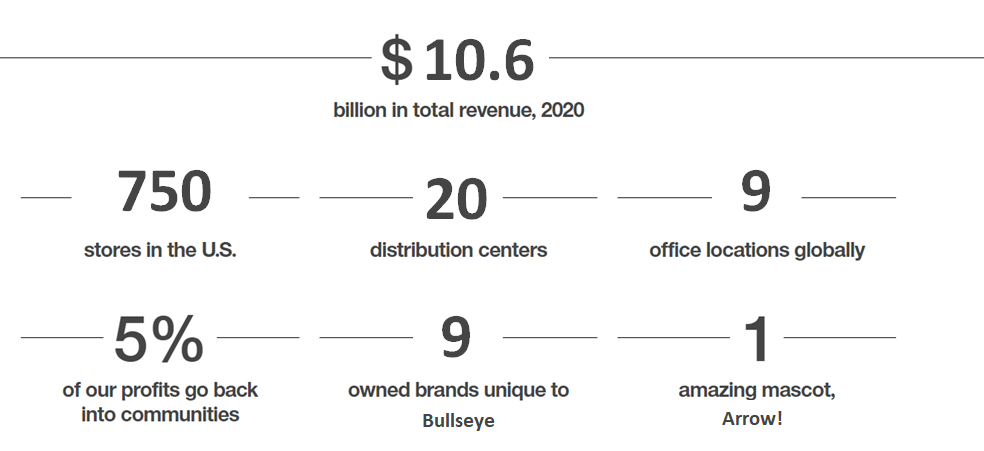 $ 10.6
billion in total revenue, 2020
750
stores in the U.S.
20
distribution centers
9
office locations globally
5%
of our profits go back
into communities
9
owned brands unique to
Bullseye
1
amazing mascot,
Arrow!